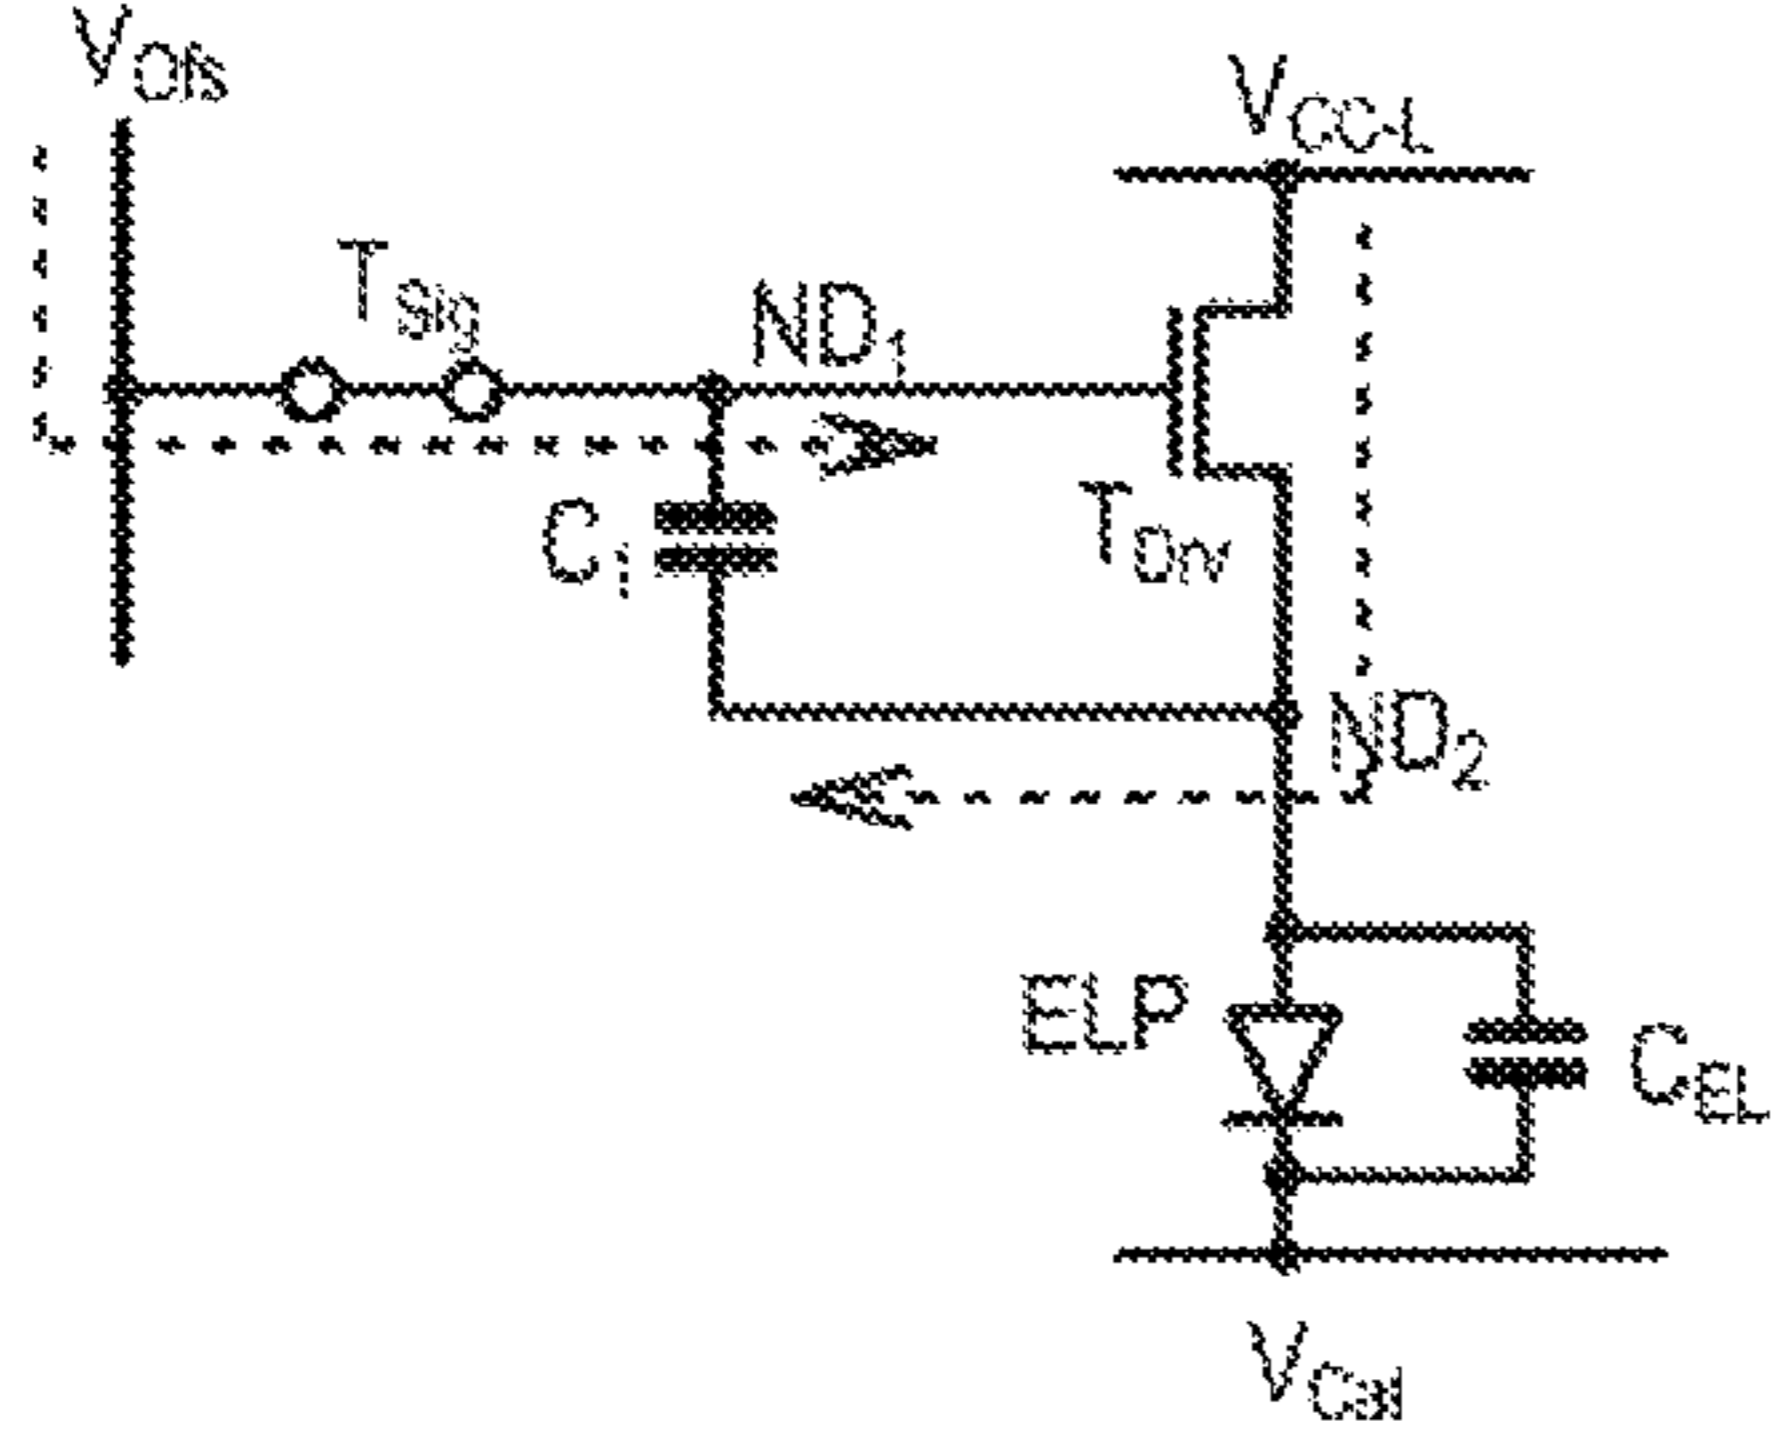 VOfs
VCC-L
TSig
ND1
C1
TDrv
ND2
ELP
CEL
VCat